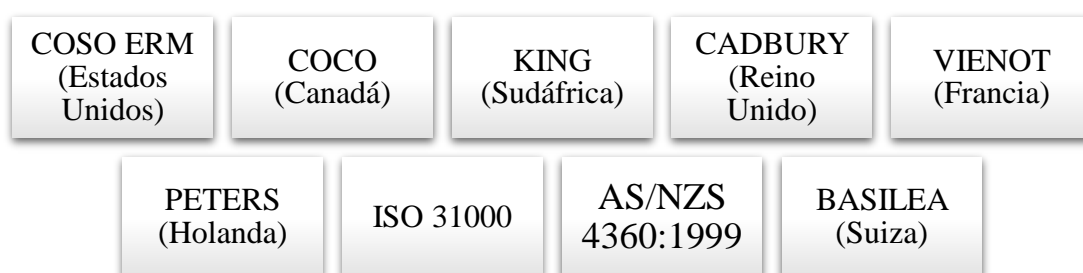 COSO ERM
(Estados
Unidos)
COCO
(Canadá)
KING
(Sudáfrica)
CADBURY
(Reino
Unido)
VIENOT
(Francia)
PETERS
(Holanda)
ISO 31000
AS/NZS
4360:1999
BASILEA
(Suiza)